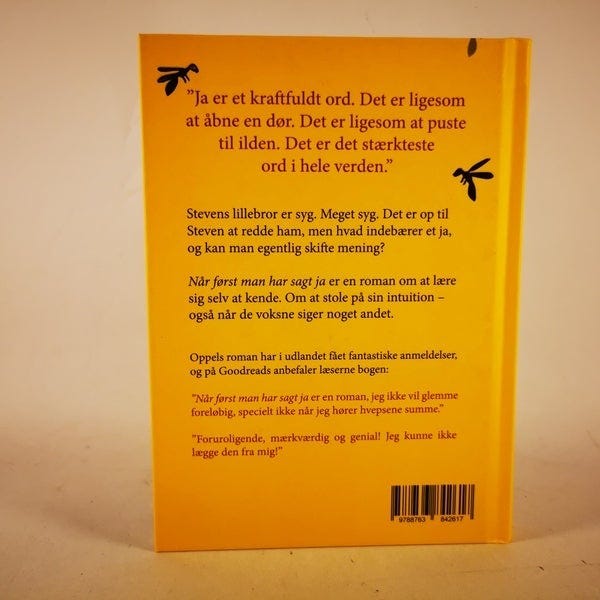 ”Ja er et kraftfuldt ord. Det er ligesom
at åbne en dør. Det er ligesom at puste
til ilden. Det er det stærkteste
ord i hele verden.”
Stevens lillebror er syg. Meget syg. Det er op til
Steven at redde ham, men hvad indebærer et ja,
og kan man egentlig skifte mening?
Når først man har sagt ja er en roman om at lære
sig selv at kende. Om at stole på sin intuition –
også når de voksne siger noget andet.
Oppels roman har i udlandet fået fantastiske anmeldelser,
og på Goodreads anbefaler læserne bogen:
”Når først man har sagt ja er en roman, jeg ikke vil glemme
foreløbig, specielt ikke når jeg hører hvepsene summe.”
”Foruroligende, mærkværdig og genial! Jeg kunne ikke
lægge den fra mig!”
9788763 842617